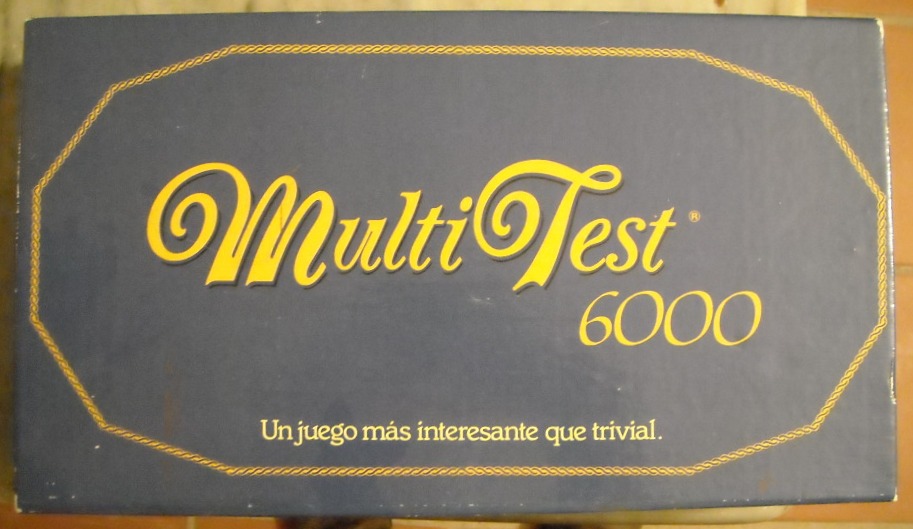 MultiTest®
6000
Un juego más interesante que trivial.